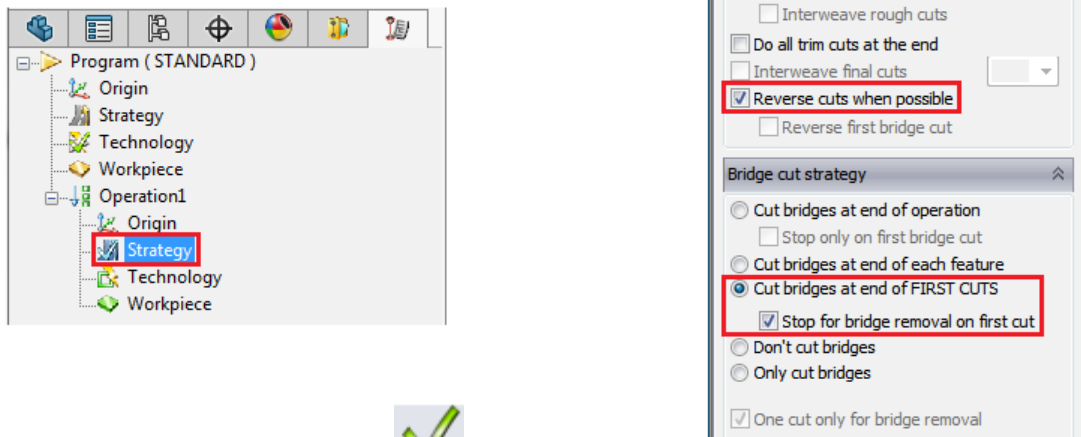 Program ( STANDARD )
Origin
Strategy
Technology
Workpiece
Operation1
Origin
Strategy
Technology
Workpiece
Interweave rough cuts
Do all trim cuts at the end
Interweave final cuts
Reverse cuts when possible
Reverse first bridge cut
Bridge cut strategy
Cut bridges at end of operation
Stop only on first bridge cut
Cut bridges at end of each feature
Cut bridges at end of FIRST CUTS
Stop for bridge removal on first cut
Don't cut bridges
Only cut bridges
One cut only for bridge removal